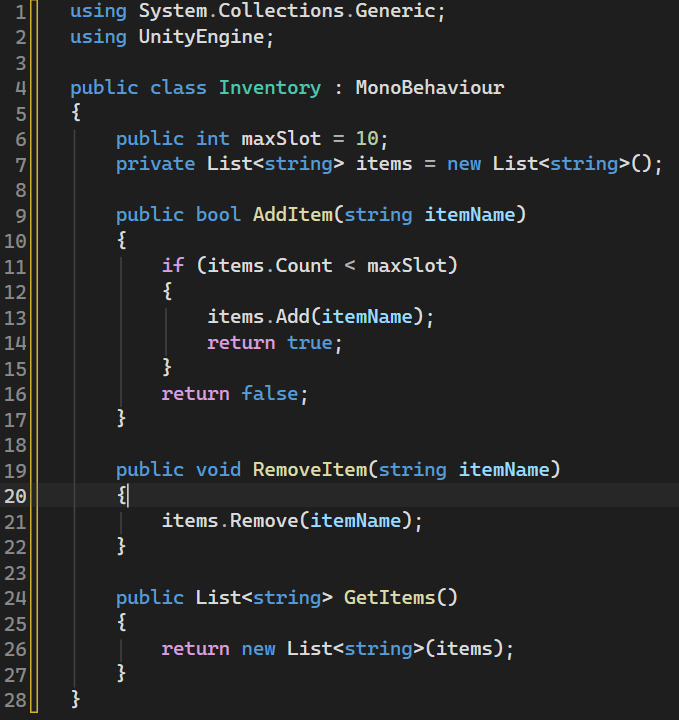 1 using System.Collections.Generic;
2 using UnityEngine;
3
4 public class Inventory : MonoBehaviour
5 {
6     public int maxSlot = 10;
7     private List<string> items = new List<string>();
8
9     public bool AddItem(string itemName)
10     {
11         if (items.Count < maxSlot)
12         {
13             items.Add(itemName);
14             return true;
15         }
16         return false;
17     }
18
19     public void RemoveItem(string itemName)
20     {
21         items.Remove(itemName);
22     }
23
24     public List<string> GetItems()
25     {
26         return new List<string>(items);
27     }
28 }